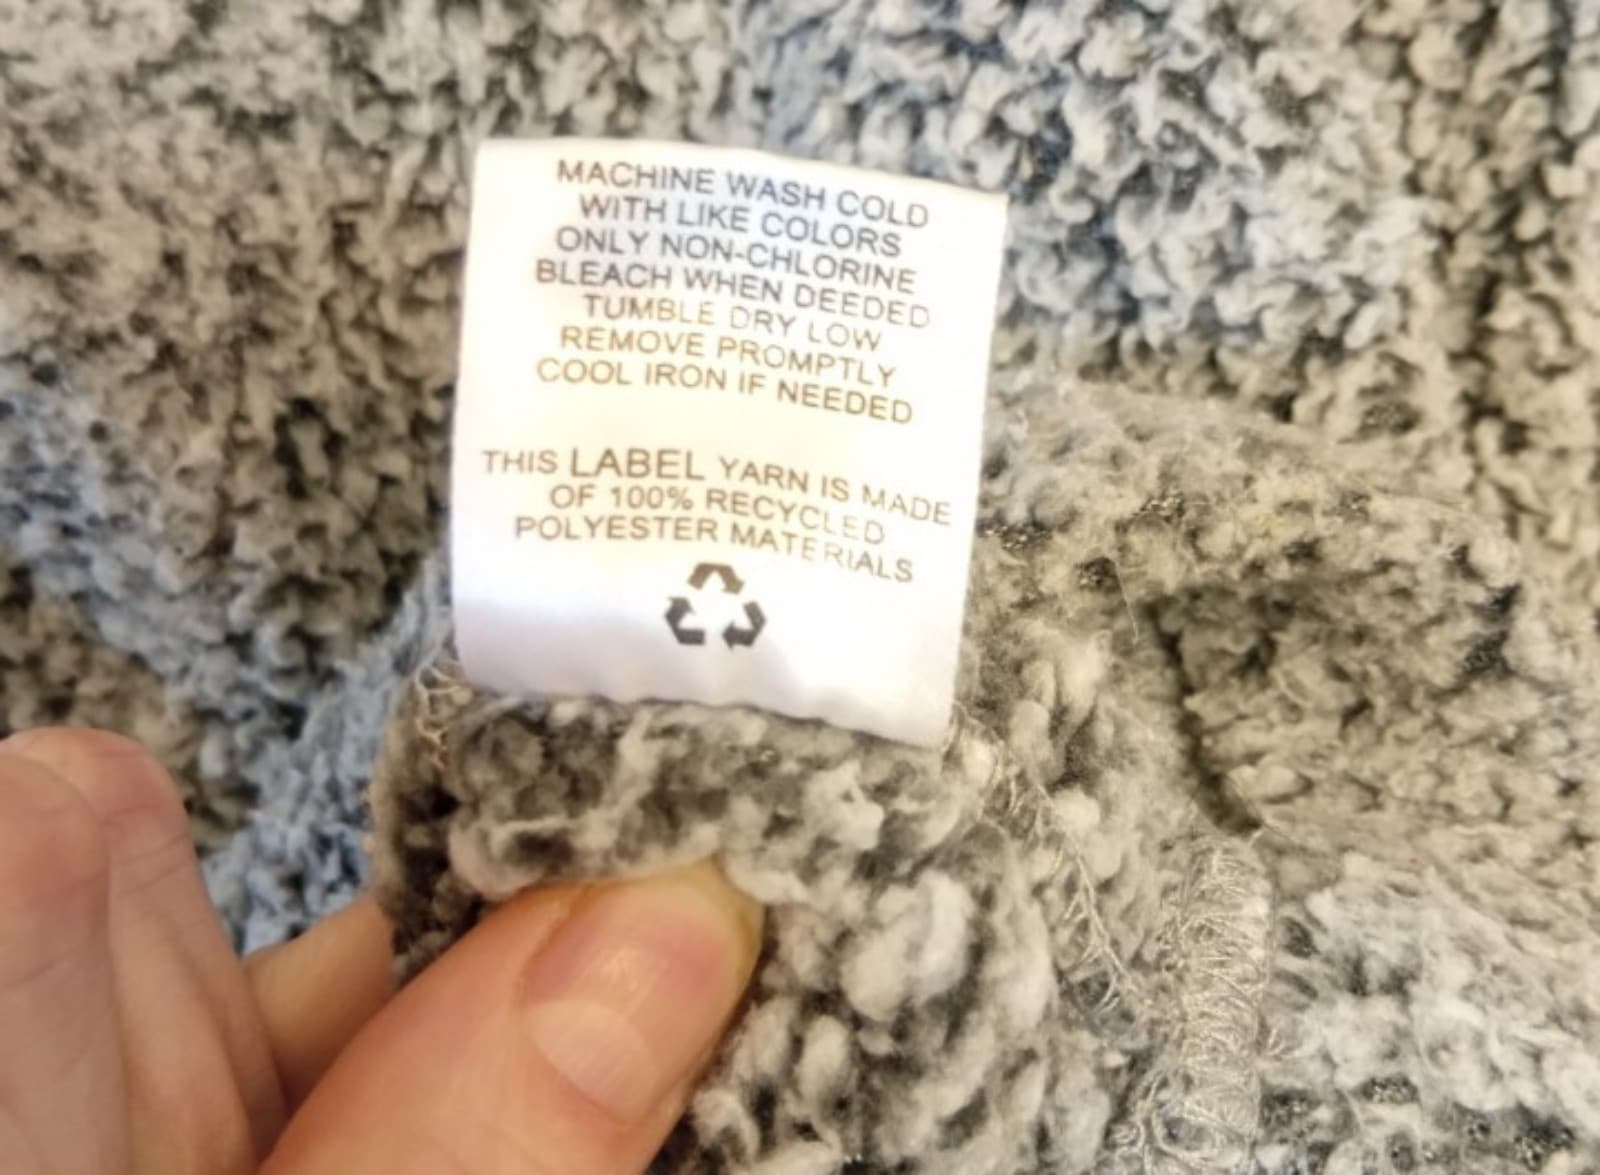 MACHINE WASH COLD
WITH LIKE COLORS
ONLY NON-CHLORINE
BLEACH WHEN DEEDED
TUMBLE DRY LOW
REMOVE PROMPTLY
COOL IRON IF NEEDED
THIS LABEL YARN IS MADE
OF 100% RECYCLED
POLYESTER MATERIALS